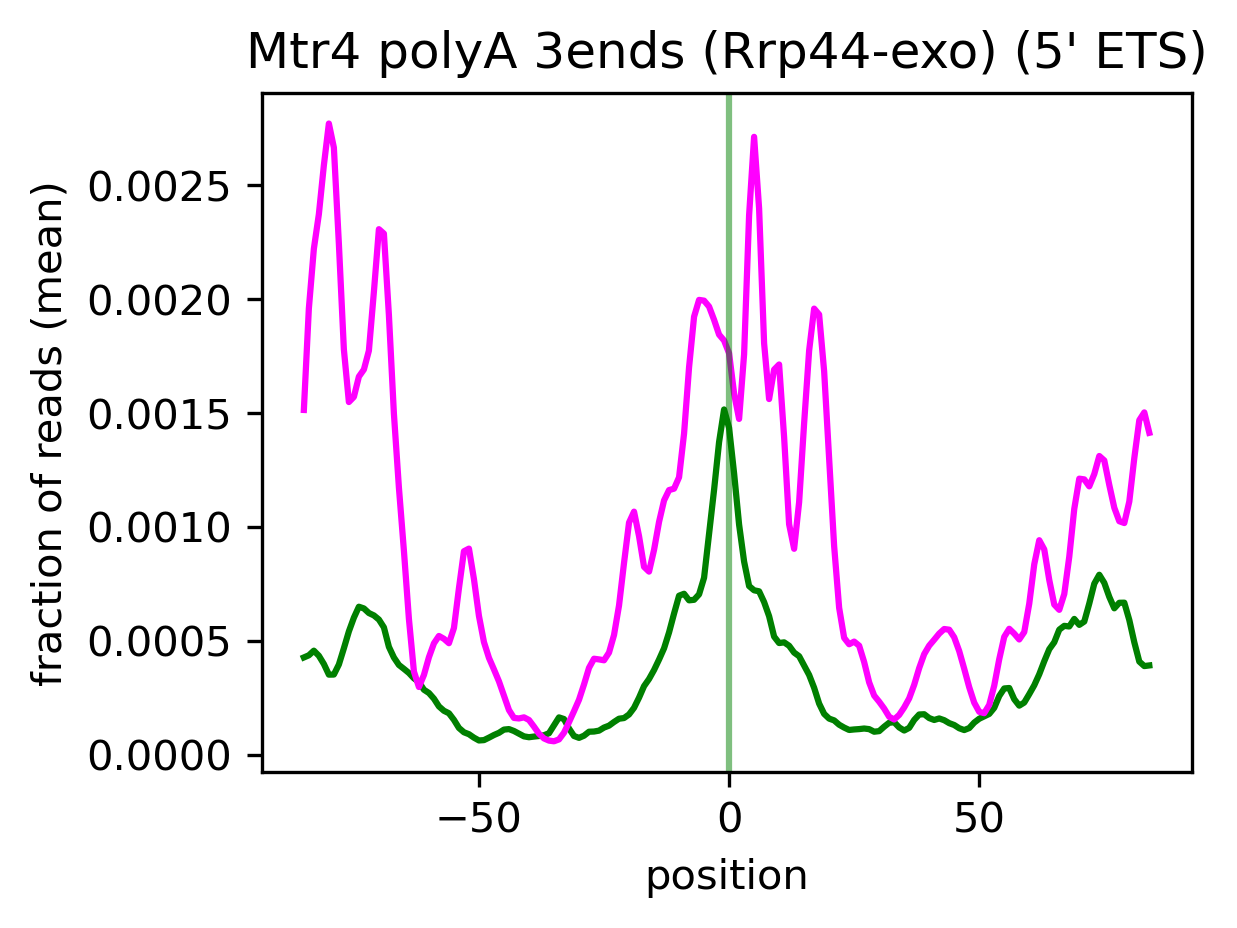 Mtr4 polyA 3ends (Rrp44-exo) (5' ETS)
fraction of reads (mean)
0.0025
0.0020
0.0015
0.0010
0.0005
0.0000
−50 0 50
position